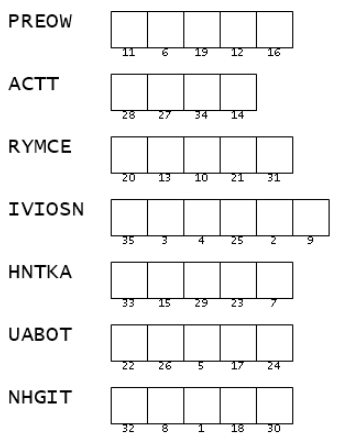 PREOW
11 6 19 12 16
ACTT
28 27 34 14
RYMCE
20 13 10 21 31
IVIOSN
35 3 4 25 2 9
HNTKA
33 15 29 23 7
UABOT
22 26 5 17 24
NHGIT
32 8 1 18 30